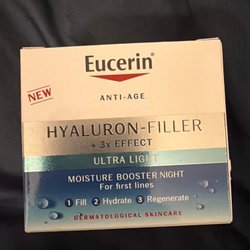 Eucerin®
NEW
ANTI-AGE
HYALURON-FILLER
+ 3x EFFECT
ULTRA LIGHT
MOISTURE BOOSTER NIGHT
For first lines
1 Fill 2 Hydrate 3 Regenerate
DERMATOLOGICAL SKINCARE